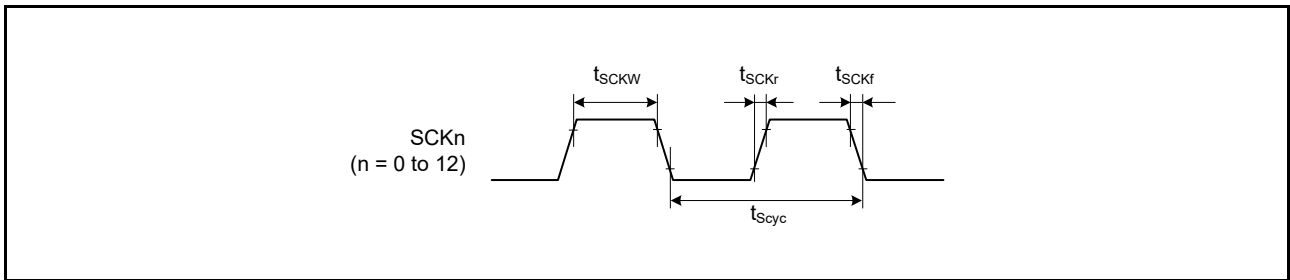 tSCKW
tSCKr
tSCKf
SCKn
(n = 0 to 12)
tScyc